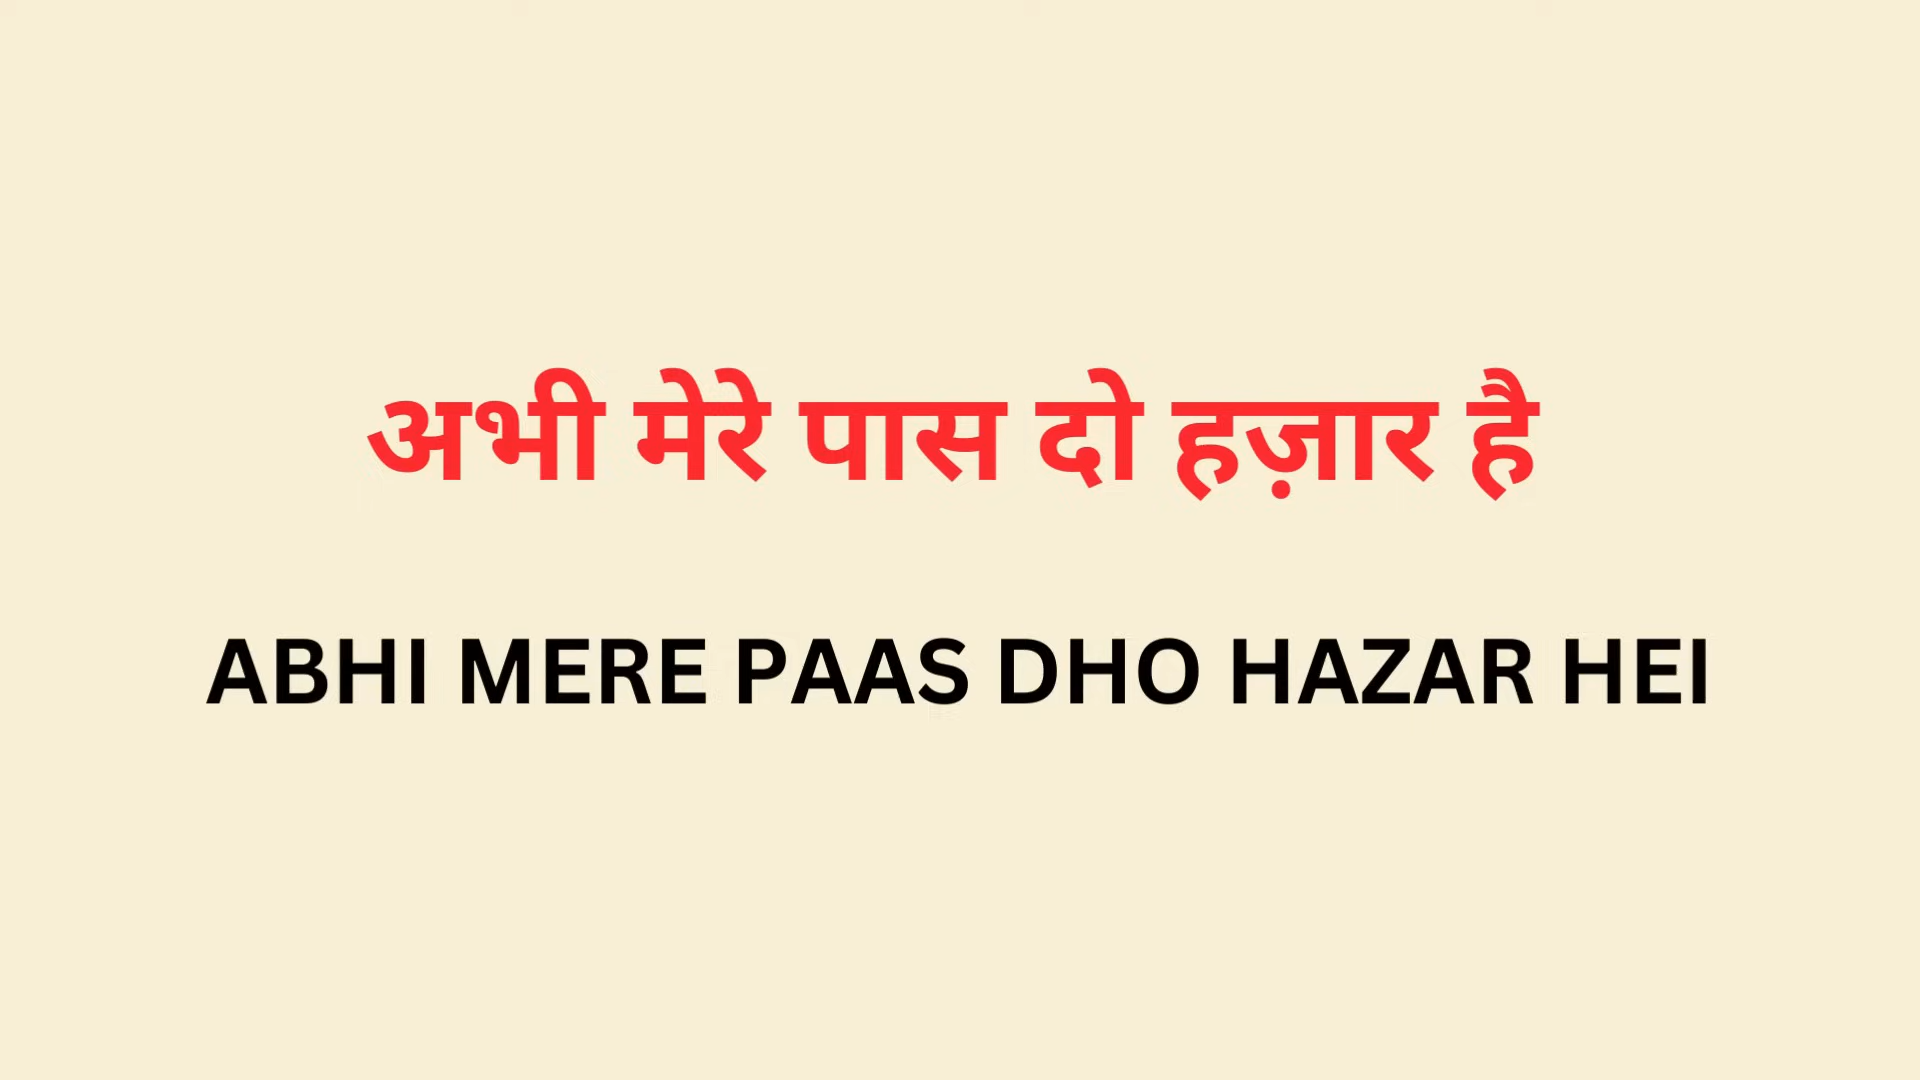 अभी मेरे पास दो हज़ार है
ABHI MERE PAAS DHO HAZAR HEI